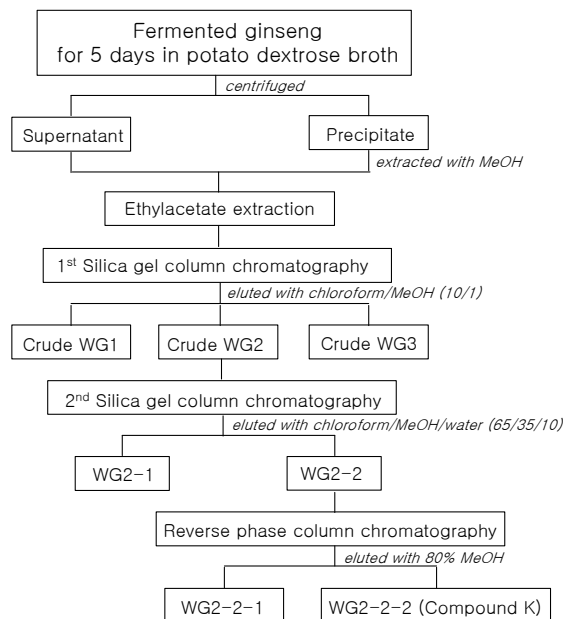 Fermented ginseng
for 5 days in potato dextrose broth
centrifuged
Supernatant
Precipitate
extracted with MeOH
Ethylacetate extraction
1st Silica gel column chromatography
eluted with chloroform/MeOH (10/1)
Crude WG1
Crude WG2
Crude WG3
2nd Silica gel column chromatography
eluted with chloroform/MeOH/water (65/35/10)
WG2-1
WG2-2
Reverse phase column chromatography
eluted with 80% MeOH
WG2-2-1
WG2-2-2 (Compound K)